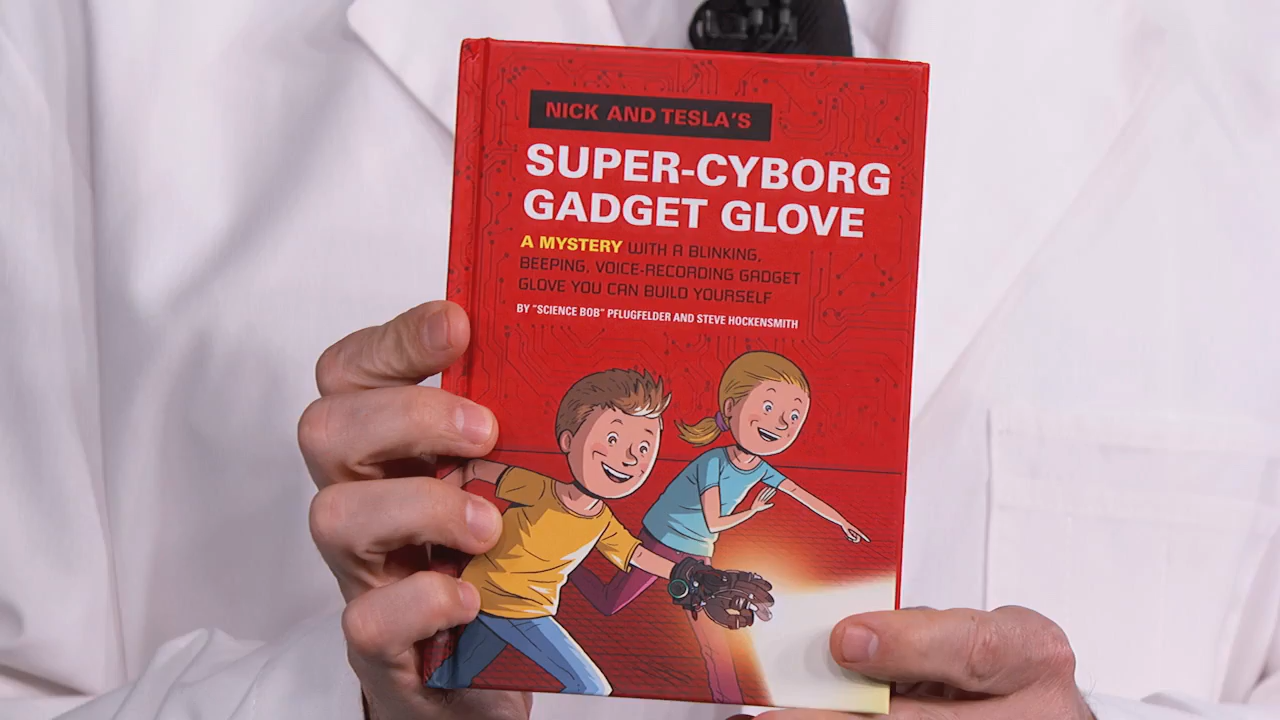 NICK AND TESLA'S
SUPER-CYBORG
GADGET GLOVE
A MYSTERY WITH A BLINKING,
BEEPING, VOICE-RECORDING GADGET
GLOVE YOU CAN BUILD YOURSELF
BY "SCIENCE BOB" PFLUGFELDER AND STEVE HOCKENSMITH